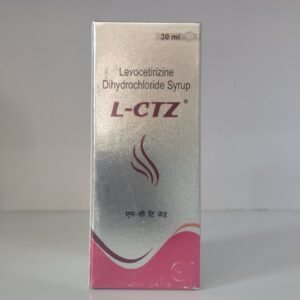 30 ml
Levocetirizine
Dihydrochloride Syrup
L-CTZ®
एल-सी टि जेड